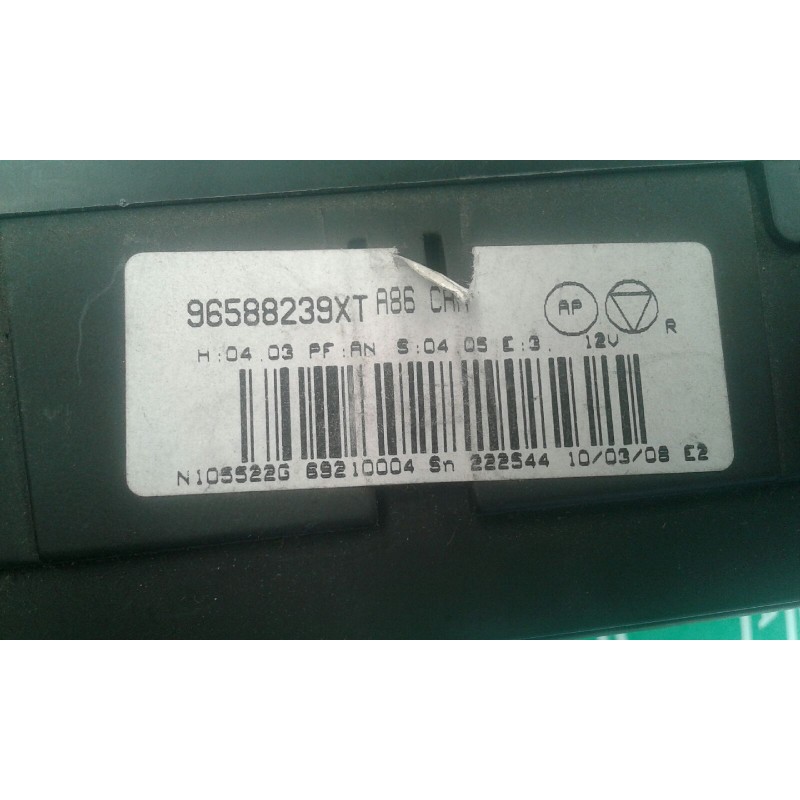 96588239XT A86 AP
H:04.03 PF:AN S:04.05 E:3. 12V R
N105522G 69210004 Sn 222544 10/03/08 E2